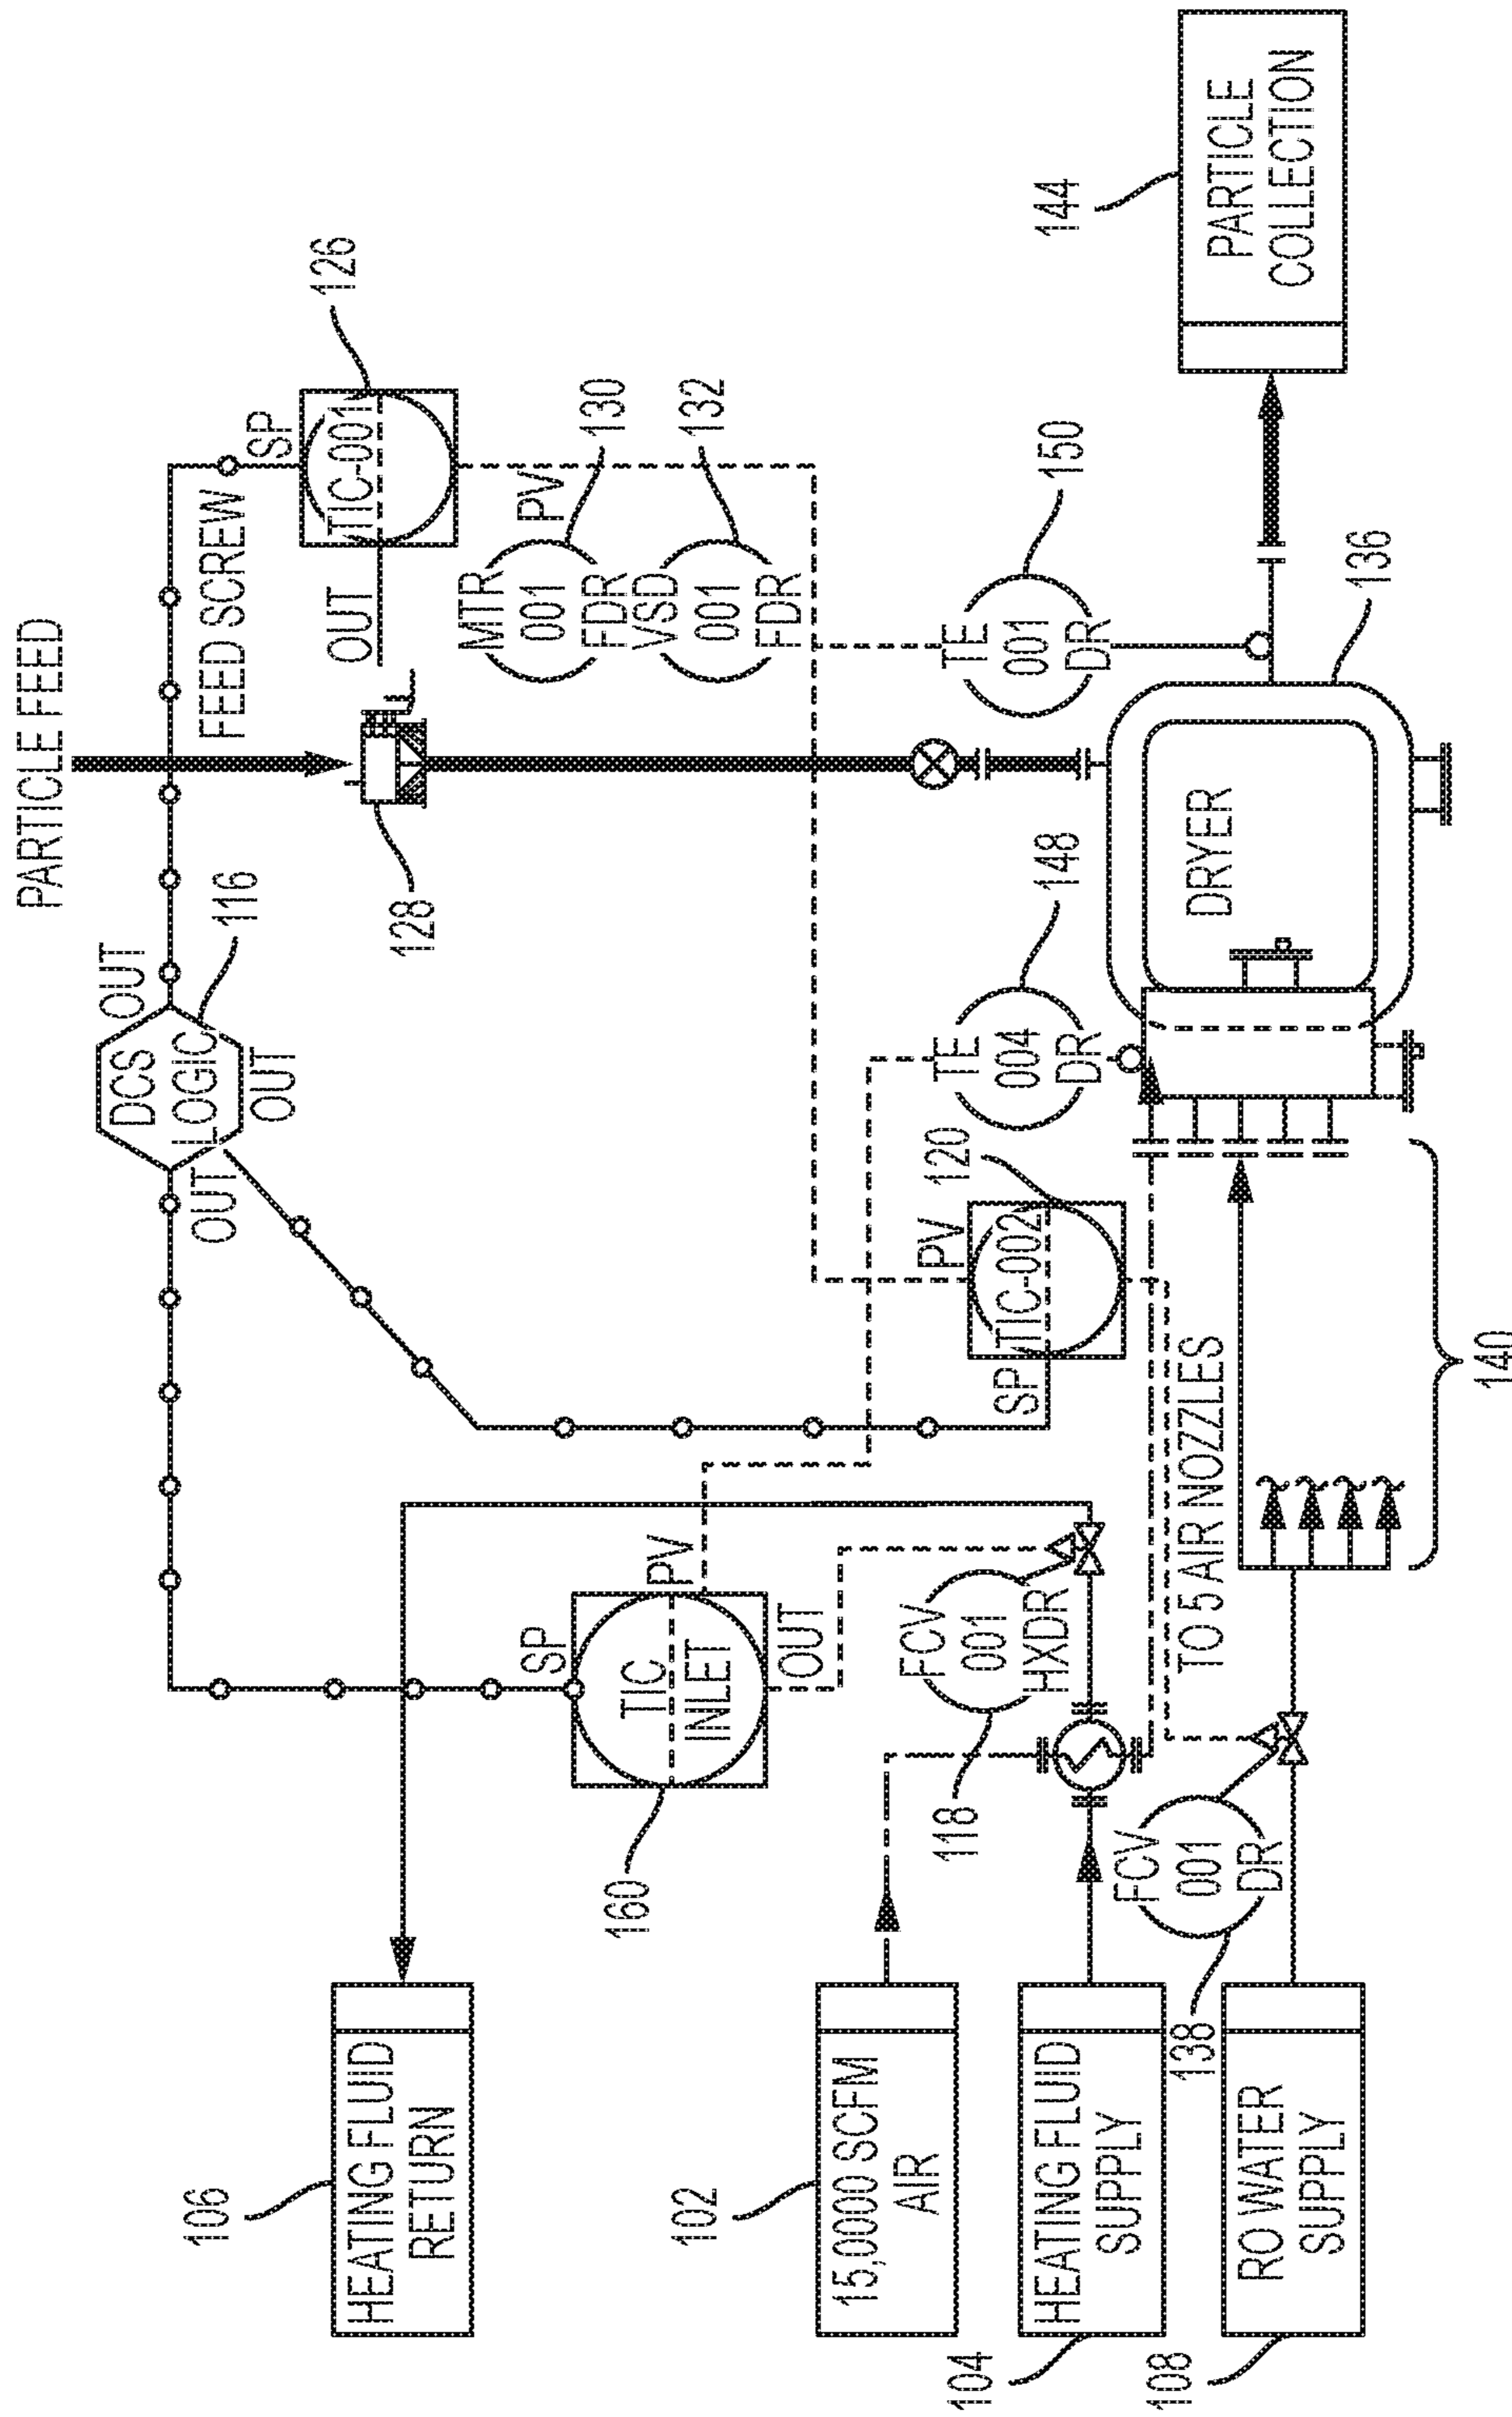 PARTICLE FEED
DCS
LOGIC
OUT
OUT
OUT
116
FEED SCREW
SP
TIC-001
126
OUT
PV
128
MTR
001
FDR
130
VSD
001
FDR
132
TE
001
DR
150
144
PARTICLE
COLLECTION
106
HEATING FLUID
RETURN
SP
TIC
INLET
PV
OUT
160
SP
TIC-002
PV
120
TE
004
DR
148
DRYER
136
102
15,0000 SCFM
AIR
FCV
001
HXDR
118
104
HEATING FLUID
SUPPLY
TO 5 AIR NOZZLES
FCV
001
DR
138
108
RO WATER
SUPPLY
140